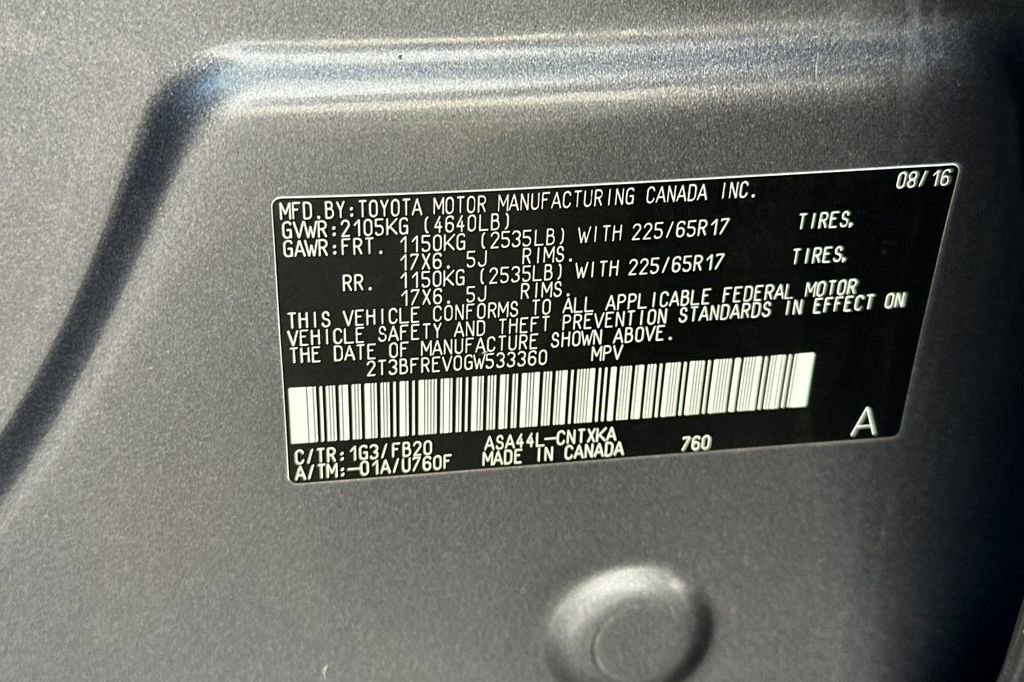 08/16
MFD.BY:TOYOTA MOTOR MANUFACTURING CANADA INC.
GVWR:2105KG (4640LB)
GAWR:FRT. 1150KG (2535LB) WITH 225/65R17 TIRES,
17X6. 5J RIMS.
RR. 1150KG (2535LB) WITH 225/65R17 TIRES,
17X6. 5J RIMS.
THIS VEHICLE CONFORMS TO ALL APPLICABLE FEDERAL MOTOR
VEHICLE SAFETY AND THEFT PREVENTION STANDARDS IN EFFECT ON
THE DATE OF MANUFACTURE SHOWN ABOVE.
2T3BFREV0GW533360 MPV
C/TR:1G3/FB20 ASA44L-CNTXKA 760 A
A/TM:-01A/U760F MADE IN CANADA